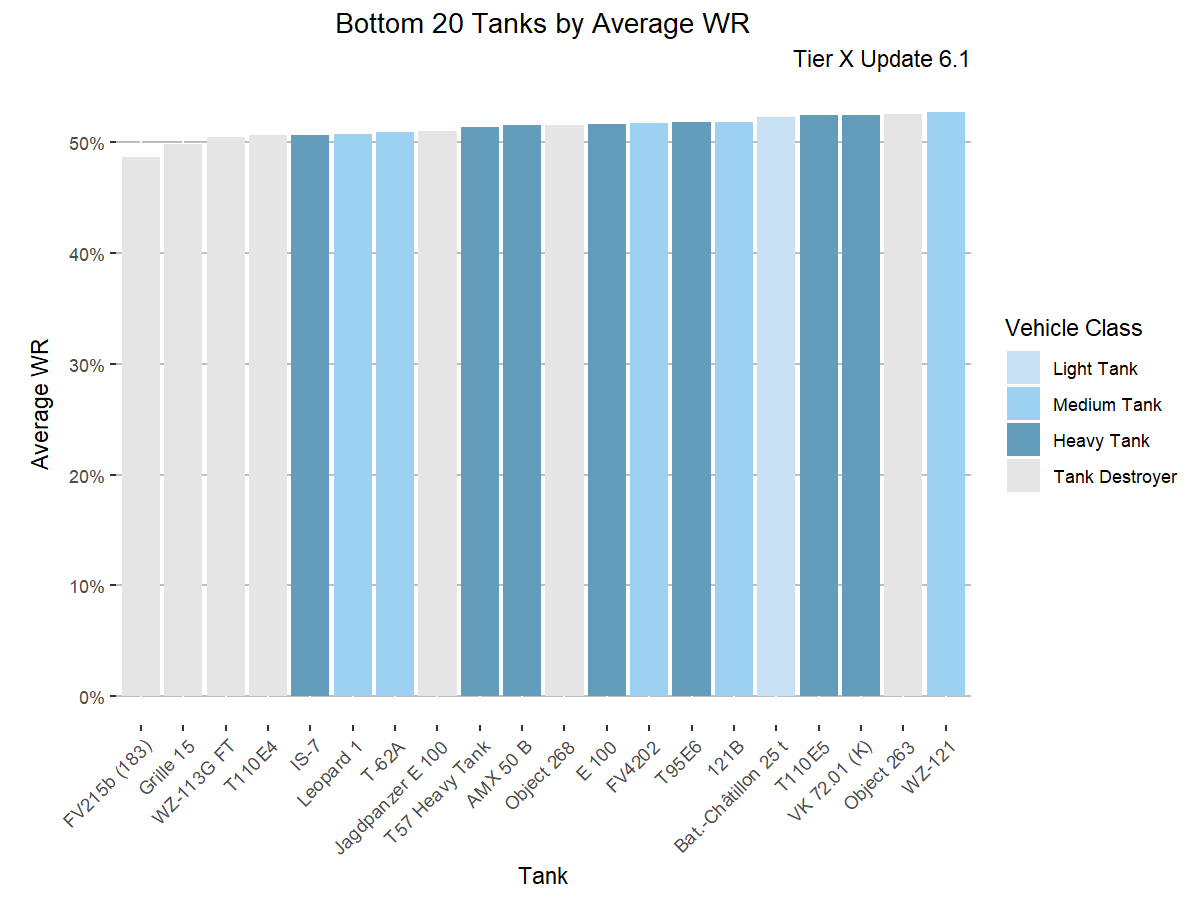 Bottom 20 Tanks by Average WR
Tier X Update 6.1
Average WR
50%
40%
30%
20%
10%
0%
FV215b (183)
Grille 15
WZ-113G FT
T110E4
IS-7
Leopard 1
T-62A
Jagdpanzer E 100
T57 Heavy Tank
AMX 50 B
Object 268
E 100
FV4202
T95E6
121B
Bat.-Châtillon 25 t
T110E5
VK 72.01 (K)
Object 263
WZ-121
Tank
Vehicle Class
Light Tank
Medium Tank
Heavy Tank
Tank Destroyer